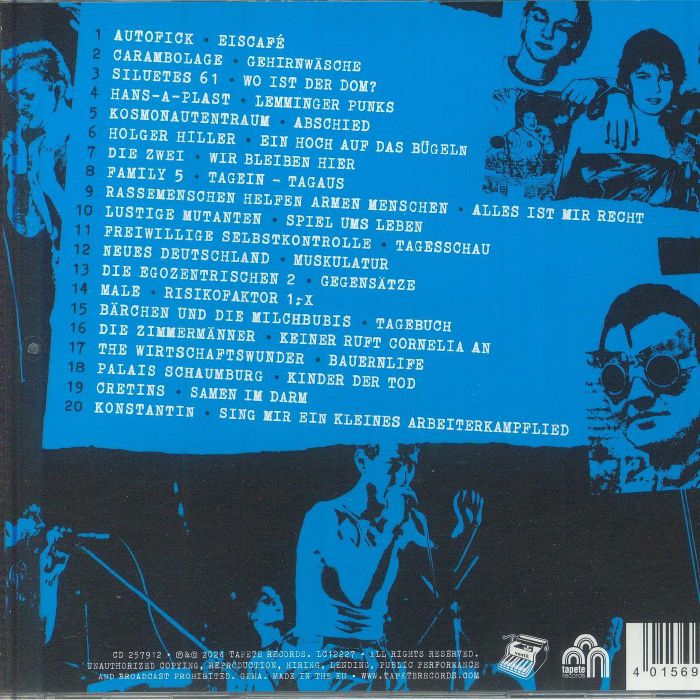 1 AUTOFICK • EISCAFÉ
2 CARAMBOLAGE • GEHIRNWÄSCHE
3 SILUETES 61 • WO IST DER DOM?
4 HANS-A-PLAST • LEMMINGER PUNKS
5 KOSMONAUTENTRAUM • ABSCHIED
6 HOLGER HILLER • EIN HOCH AUF DAS BÜGELN
7 DIE ZWEI • WIR BLEIBEN HIER
8 FAMILY 5 • TAGEIN – TAGAUS
9 RASSEMENSCHEN HELFEN ARMEN MENSCHEN • ALLES IST MIR RECHT
10 LUSTIGE MUTANTEN • SPIEL UMS LEBEN
11 FREIWILLIGE SELBSTKONTROLLE • TAGESSCHAU
12 NEUES DEUTSCHLAND • MUSKULATUR
13 DIE EGOZENTRISCHEN 2 • GEGENSÄTZE
14 MALE • RISIKOFAKTOR 1;X
15 BÄRCHEN UND DIE MILCHBUBIS • TAGEBUCH
16 DIE ZIMMERMÄNNER • KEINER RUFT CORNELIA AN
17 THE WIRTSCHAFTSWUNDER • BAUERNLIFE
18 PALAIS SCHAUMBURG • KINDER DER TOD
19 CRETINS • SAMEN IM DARM
20 KONSTANTIN • SING MIR EIN KLEINES ARBEITERKAMPFLIED
CD 257912 • ℗&© 2024 TAPETE RECORDS. LC12227 • ALL RIGHTS RESERVED.
UNAUTHORIZED COPYING, REPRODUCTION, HIRING, LENDING, PUBLIC PERFORMANCE
AND BROADCAST PROHIBITED. GEMA. MADE IN THE EU • WWW.TAPETERECORDS.COM
tapete
records
4 01569